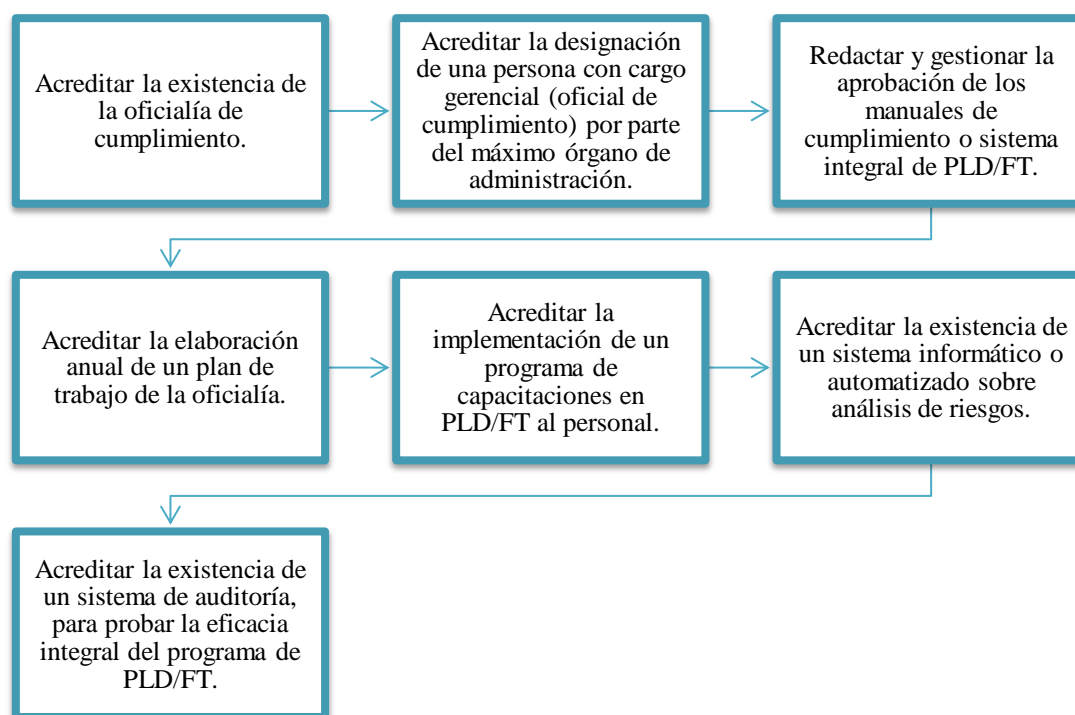 Acreditar la existencia de
la oficialía de
cumplimiento.
Acreditar la designación
de una persona con cargo
gerencial (oficial de
cumplimiento) por parte
del máximo órgano de
administración.
Redactar y gestionar la
aprobación de los
manuales de
cumplimiento o sistema
integral de PLD/FT.
Acreditar la elaboración
anual de un plan de
trabajo de la oficialía.
Acreditar la
implementación de un
programa de
capacitaciones en
PLD/FT al personal.
Acreditar la existencia de
un sistema informático o
automatizado sobre
análisis de riesgos.
Acreditar la existencia de
un sistema de auditoría,
para probar la eficacia
integral del programa de
PLD/FT.